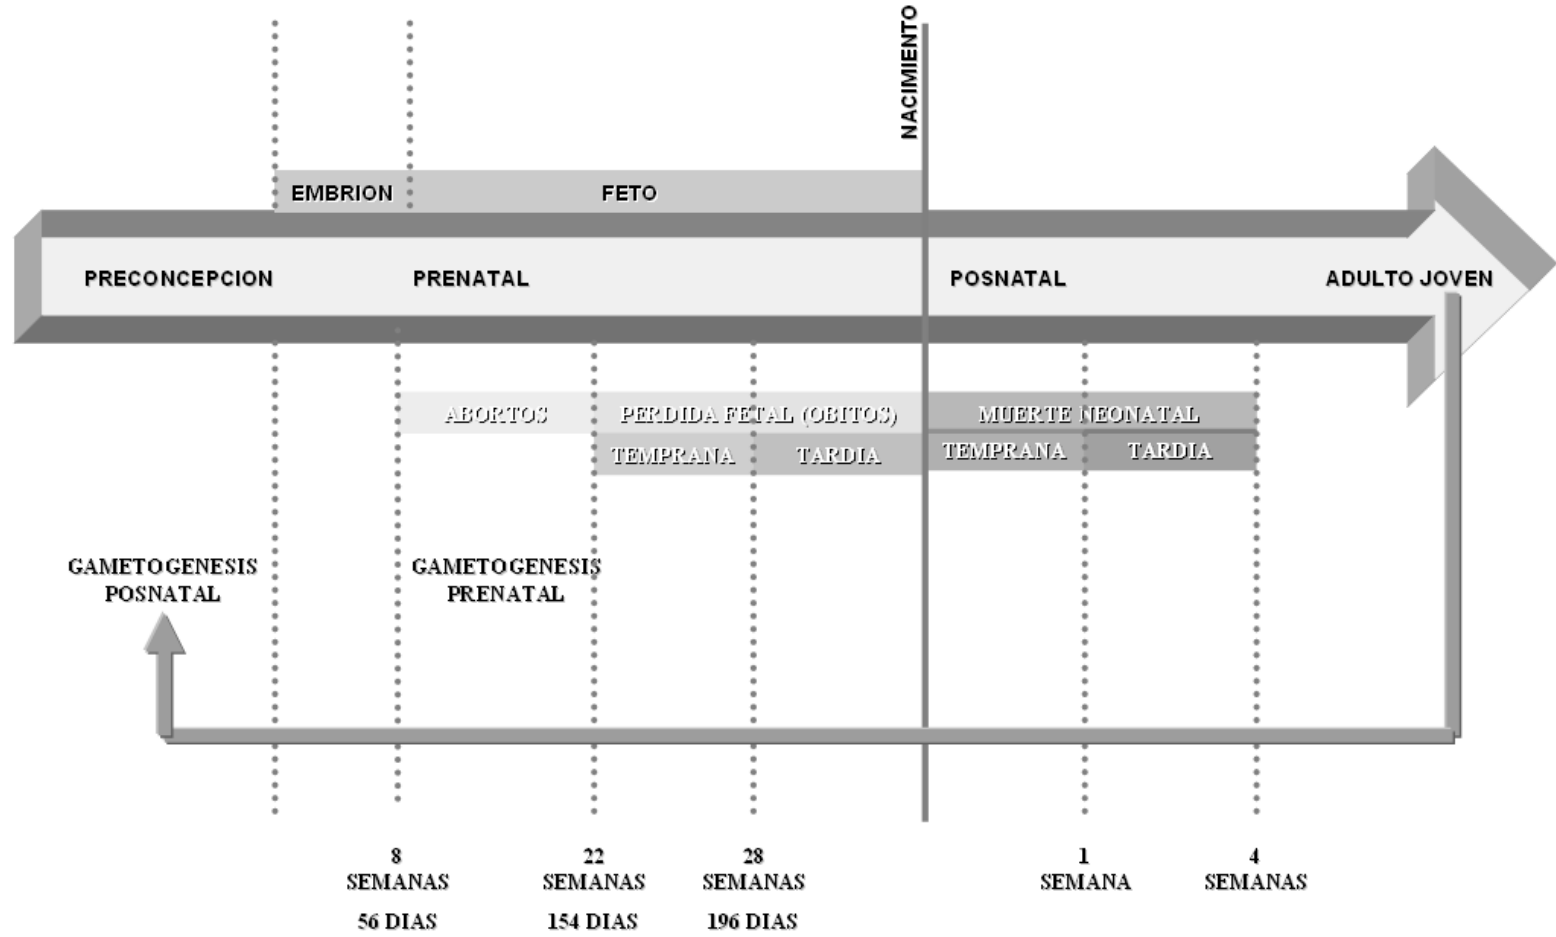 NACIMIENTO
EMBRION
FETO
PRECONCEPCION
PRENATAL
POSNATAL
ADULTO JOVEN
ABORTOS
PERDIDA FETAL (OBITOS)
MUERTE NEONATAL
TEMPRANA
TARDIA
TEMPRANA
TARDIA
GAMETOGENESIS
POSNATAL
GAMETOGENESIS
PRENATAL
8
SEMANAS
56 DIAS
22
SEMANAS
154 DIAS
28
SEMANAS
196 DIAS
1
SEMANA
4
SEMANAS